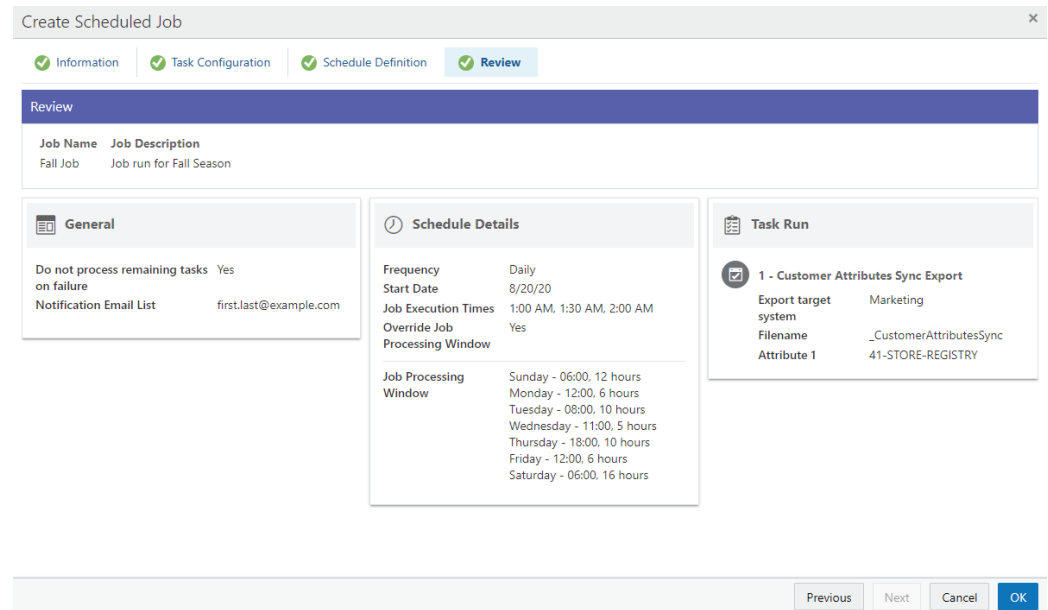 Create Scheduled Job ×
Information Task Configuration Schedule Definition Review
Review
Job Name Job Description
Fall Job Job run for Fall Season
General
Do not process remaining tasks Yes
on failure
Notification Email List first.last@example.com
Schedule Details
Frequency Daily
Start Date 8/20/20
Job Execution Times 1:00 AM, 1:30 AM, 2:00 AM
Override Job Yes
Processing Window
Job Processing Sunday - 06:00, 12 hours
Window Monday - 12:00, 6 hours
Tuesday - 08:00, 10 hours
Wednesday - 11:00, 5 hours
Thursday - 18:00, 10 hours
Friday - 12:00, 6 hours
Saturday - 06:00, 16 hours
Task Run
1 - Customer Attributes Sync Export
Export target Marketing
system
Filename _CustomerAttributesSync
Attribute 1 41-STORE-REGISTRY
Previous Next Cancel OK